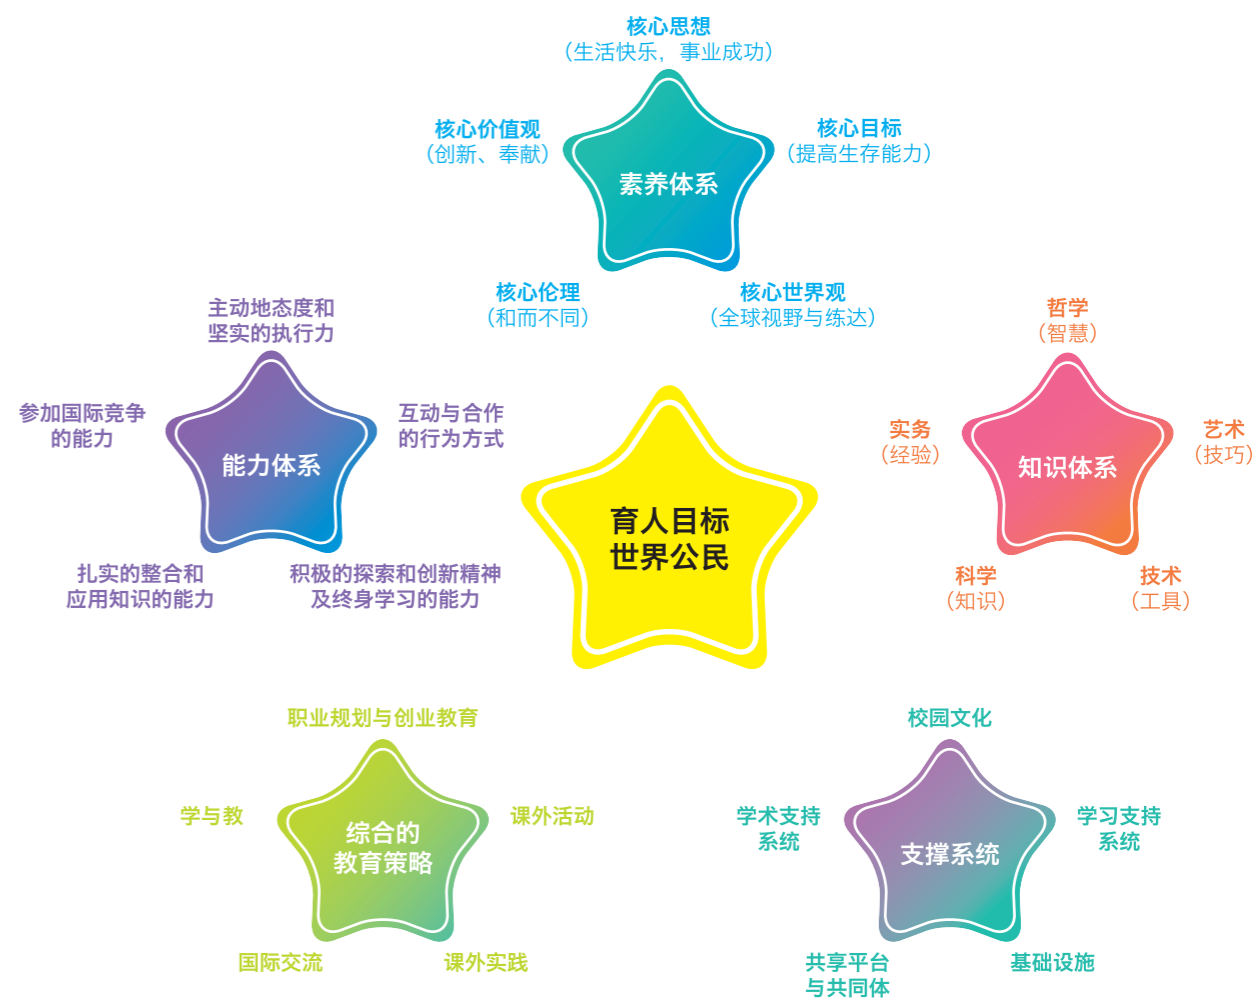 核心思想
（生活快乐，事业成功）
核心价值观
（创新、奉献）
核心目标
（提高生存能力）
素养体系
核心伦理
（和而不同）
核心世界观
（全球视野与练达）
主动地态度和
坚实的执行力
参加国际竞争
的能力
互动与合作
的行为方式
能力体系
扎实的整合和
应用知识的能力
积极的探索和创新精神
及终身学习的能力
哲学
（智慧）
实务
（经验）
艺术
（技巧）
知识体系
科学
（知识）
技术
（工具）
育人目标
世界公民
职业规划与创业教育
学与教
课外活动
综合的
教育策略
国际交流
课外实践
校园文化
学术支持
系统
学习支持
系统
支撑系统
共享平台
与共同体
基础设施